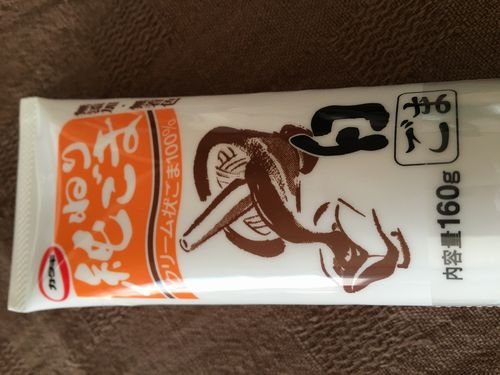 カタギ
純ねり
ごま
クリーム状ごま100%
無添加・無着色
白
ごま
内容量160g